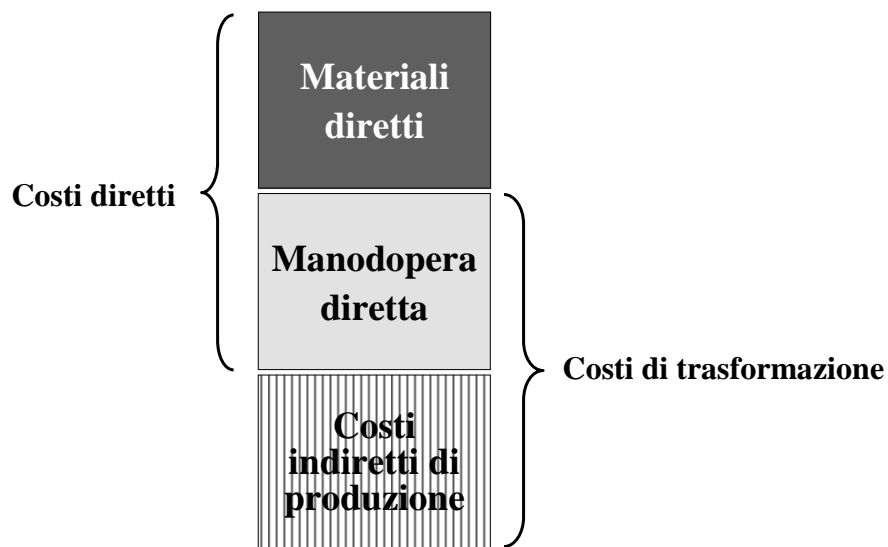 Materiali
diretti
Costi diretti
Manodopera
diretta
Costi di trasformazione
Costi
indiretti di
produzione